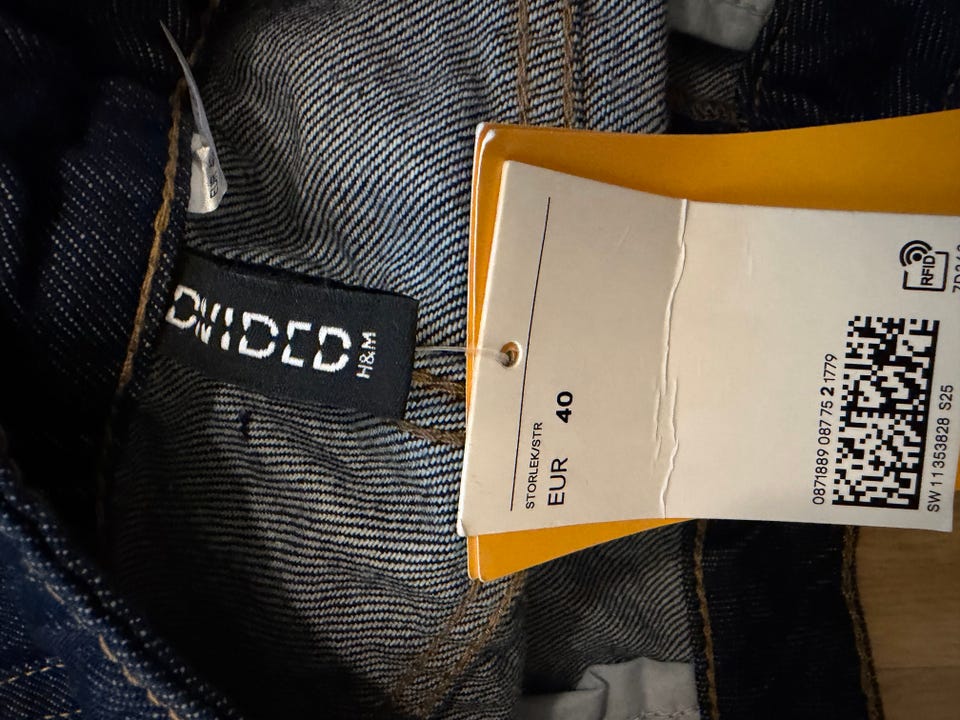 DIVIDED
H&M
STORLEK/STR
EUR 40
RFID
0871889 087 75 2 1779
SW 11353828 S25